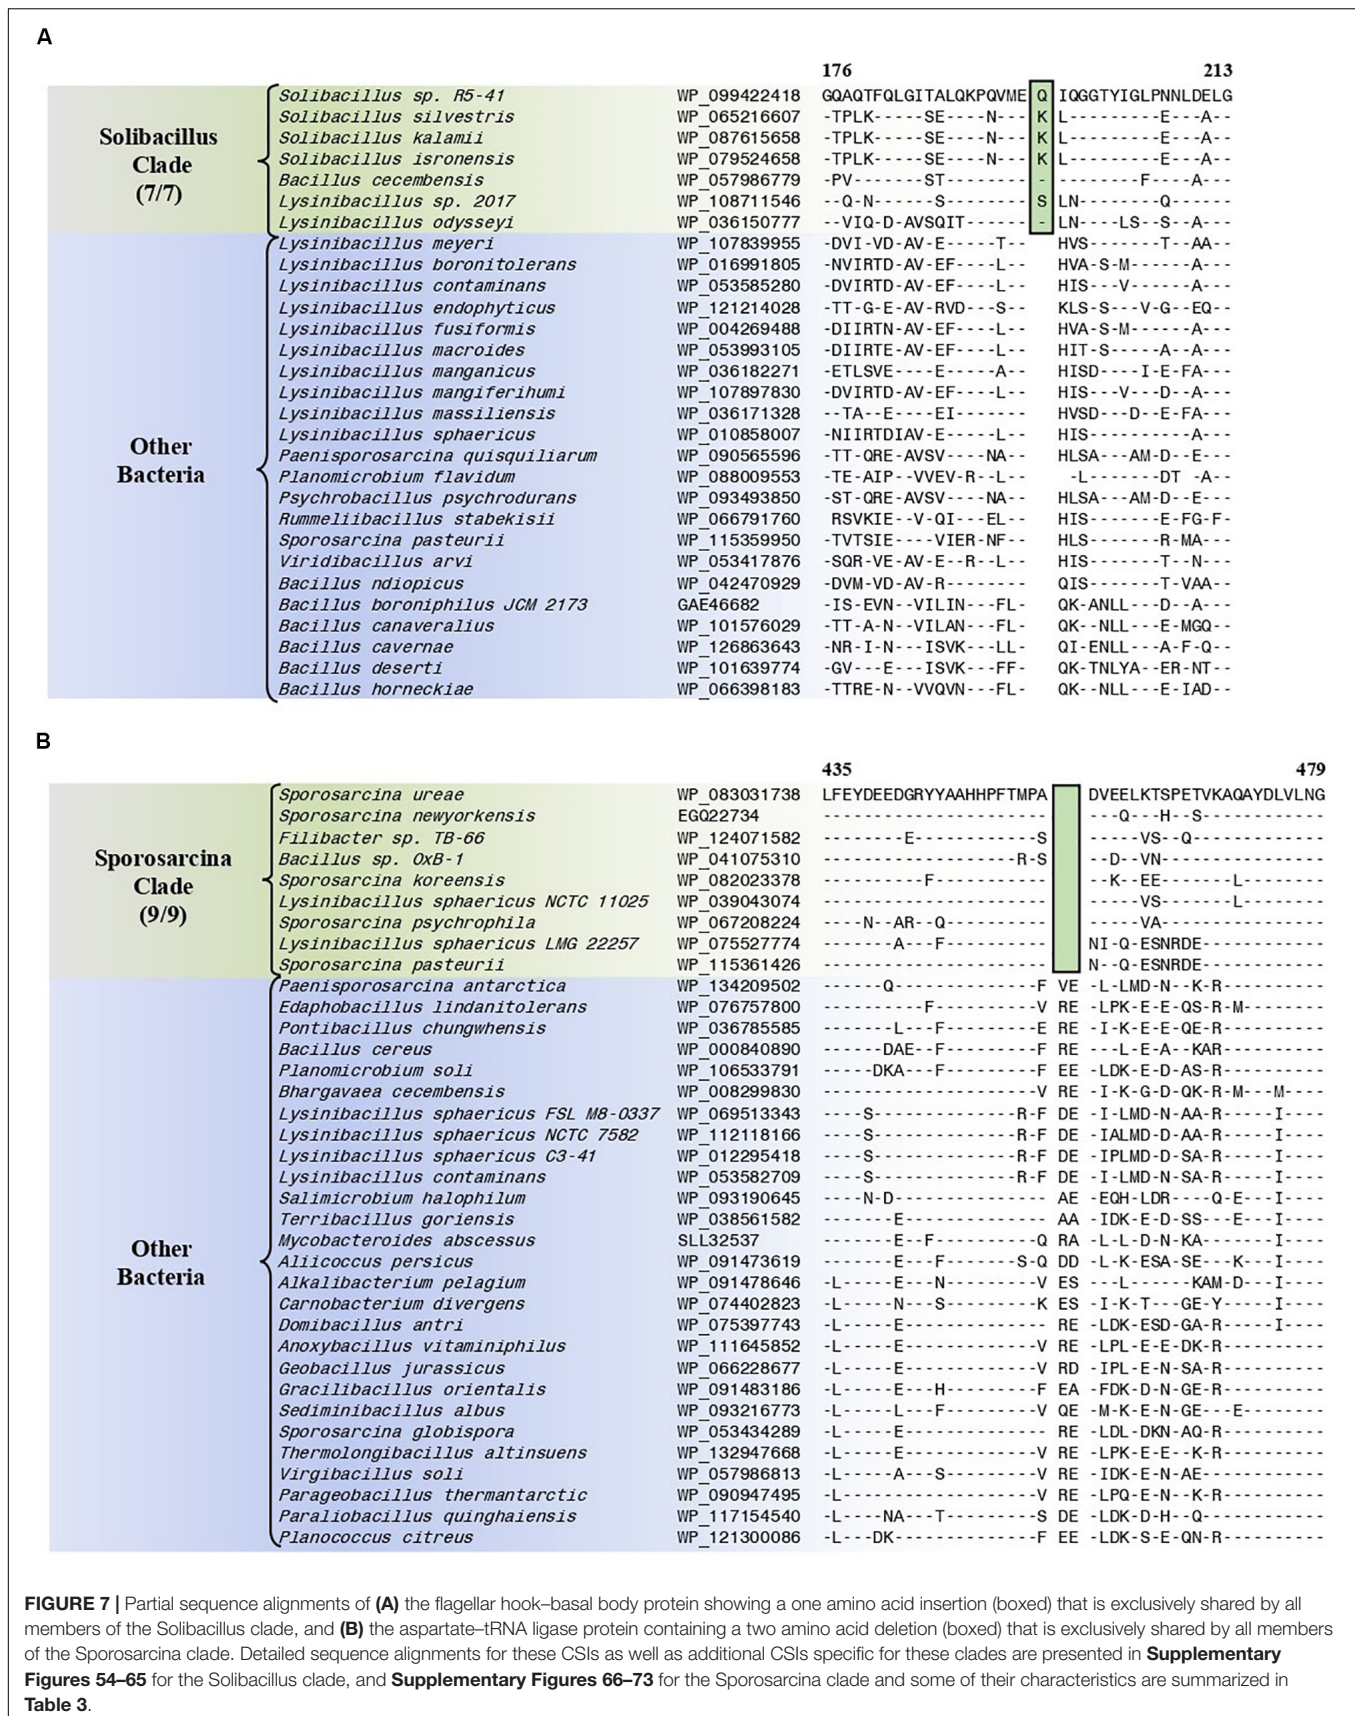 A
176 213
Solibacillus sp. R5-41 WP_099422418 GQAQTFQLGITALQKPQVME Q IQGGTYIGLPNNLDELG
Solibacillus silvestris WP_065216607 -TPLK-----SE----N--- K L---------E---A--
Solibacillus kalamii WP_087615658 -TPLK-----SE----N--- K L---------E---A--
Solibacillus isronensis WP_079524658 -TPLK-----SE----N--- K L---------E---A--
Bacillus cecembensis WP_057986779 -PV-------ST-------- - --------F----A---
Lysinibacillus sp. 2017 WP_108711546 --Q-N------S-------- S LN--------Q------
Lysinibacillus odysseyi WP_036150777 --VIQ-D-AVSQIT------ - LN----LS--S--A---
Solibacillus
Clade
(7/7)
Lysinibacillus meyeri WP_107839955 -DVI-VD-AV-E-----T-- HVS-------T--AA---
Lysinibacillus boronitolerans WP_016991805 -NVIRTD-AV-EF----L-- HVA-S-M------A---
Lysinibacillus contaminans WP_053585280 -DVIRTD-AV-EF----L-- HIS---V------A---
Lysinibacillus endophyticus WP_121214028 -TT-G-E-AV-RVD---S-- KLS-S---V-G--EQ---
Lysinibacillus fusiformis WP_004269488 -DIIRTN-AV-EF----L-- HVA-S-M------A---
Lysinibacillus macroides WP_053993105 -DIIRTE-AV-EF----L-- HIT-S-----A--A---
Lysinibacillus manganicus WP_036182271 -ETLSVE----E-----A-- HISD----I-E-FA---
Lysinibacillus mangiferihumi WP_107897830 -DVIRTD-AV-EF----L-- HIS---V---D--A---
Lysinibacillus massiliensis WP_036171328 --TA--E----EI------- HVSD---D--E-FA---
Lysinibacillus sphaericus WP_010858007 -NIIRTDIAV-E-----L-- HIS----------A---
Paenisporosarcina quisquiliarum WP_090565596 -TT-QRE-AVSV----NA-- HLSA---AM-D--E---
Planomicrobium flavidum WP_088009553 -TE-AIP--VVEV-R--L-- -L-------DT -A---
Psychrobacillus psychrodurans WP_093493850 -ST-QRE-AVSV----NA-- HLSA---AM-D--E---
Rummeliibacillus stabekisii WP_066791760 RSVKIE--V-QI---EL-- HIS-------E-FG-F-
Sporosarcina pasteurii WP_115359950 -TVTSIE----VIER-NF-- HLS-------R-MA---
Viridibacillus arvi WP_053417876 -SQR-VE-AV-E--R--L-- HIS-------T--N---
Bacillus ndiopicus WP_042470929 -DVM-VD-AV-R-------- QIS-------T-VAA--
Bacillus boroniphilus JCM 2173 GAE46682 -IS-EVN--VILIN---FL- QK-ANLL---D--A---
Bacillus canaveralius WP_101576029 -TT-A-N--VILAN---FL- QK--NLL---E-MGQ--
Bacillus cavernae WP_126863643 -NR-I-N---ISVK---LL- QI-ENLL---A-F-Q--
Bacillus deserti WP_101639774 -GV---E---ISVK---FF- QK-TNLYA--ER-NT--
Bacillus horneckiae WP_066398183 -TTRE-N--VVQVN---FL- QK--NLL---E-IAD--
Other
Bacteria
B
435 479
Sporosarcina ureae WP_083031738 LFEYDEEDGRYYAAHHPFTMPA DVEELKTSPETVKAQAYDLVLNG
Sporosarcina newyorkensis EGQ22734 ---------------------- ---Q---H--S------------
Filibacter sp. TB-66 WP_124071582 --------E------------S -----VS--Q-------------
Bacillus sp. OxB-1 WP_041075310 -------------------R-S --D--VN----------------
Sporosarcina koreensis WP_082023378 ----------F----------- --K--EE-------L--------
Lysinibacillus sphaericus NCTC 11025 WP_039043074 ---------------------- -----VS-------L--------
Sporosarcina psychrophila WP_067208224 ----N--AR--Q---------- -----VA----------------
Lysinibacillus sphaericus LMG 22257 WP_075527774 -------A---F---------- NI-Q-ESNRDE------------
Sporosarcina pasteurii WP_115361426 ---------------------- N--Q-ESNRDE------------
Sporosarcina
Clade
(9/9)
Paenisporosarcina antarctica WP_134209502 ------Q--------------F VE -L-LMD-N--K-R----------
Edaphobacillus lindanitolerans WP_076757800 ----------F----------V RE -LPK-E-E-QS-R-M--------
Pontibacillus chungwhensis WP_036785585 -------L---F---------E RE -I-K-E-E-QE-R----------
Bacillus cereus WP_000840890 ------DAE--F---------F RE ---L-E-A--KAR----------
Planomicrobium soli WP_106533791 -----DKA---F---------F EE -LDK-E-D-AS-R----------
Bhargavaea cecembensis WP_008299830 ---------------------V RE -I-K-G-D-QK-R-M---M----
Lysinibacillus sphaericus FSL M8-0337 WP_069513343 ----S--------------R-F DE -I-LMD-N-AA-R-----I----
Lysinibacillus sphaericus NCTC 7582 WP_112118166 ----S--------------R-F DE -IALMD-D-AA-R-----I----
Lysinibacillus sphaericus C3-41 WP_012295418 ----S--------------R-F DE -IPLMD-D-SA-R-----I----
Lysinibacillus contaminans WP_053582709 ----S--------------R-F DE -I-LMD-N-SA-R-----I----
Salimicrobium halophilum WP_093190645 ----N-D--------------- AE -EQH-LDR----Q-E---I----
Terribacillus goriensis WP_038561582 -------E-------------- AA -IDK-E-D-SS---E---I----
Mycobacteroides abscessus SLL32537 -------E--F----------Q RA -L-L-D-N-KA-------I----
Aliicoccus persicus WP_091473619 -------E---F-------S-Q DD -L-K-ESA-SE---K---I----
Alkalibacterium pelagium WP_091478646 -L-----E---N---------V ES ---L------KAM-D---I----
Carnobacterium divergens WP_074402823 -L-----N---S---------K ES -I-K-T---GE-Y-----I----
Domibacillus antri WP_075397743 -L-----E-------------- RE -LDK-ESD-GA-R-----I----
Anoxybacillus vitaminiphilus WP_111645852 -L-----E-------------V RE -LPL-E-E-DK-R----------
Geobacillus jurassicus WP_066228677 -L-----E-------------V RD -IPL-E-N-SA-R----------
Gracilibacillus orientalis WP_091483186 -L-----E---H---------F EA -FDK-D-N-GE-R----------
Sediminibacillus albus WP_093216773 -L-----L---F---------V QE -M-K-E-N-GE---E--------
Sporosarcina globispora WP_053434289 -L-----E-------------- RE -LDL-DKN-AQ-R----------
Thermolongibacillus altinsuens WP_132947668 -L-----E-------------V RE -LPK-E-E--K-R----------
Virgibacillus soli WP_057986813 -L-----A---S---------V RE -IDK-E-N-AE------------
Parageobacillus thermantarctic WP_090947495 -L-------------------V RE -LPQ-E-N--K-R----------
Paraliobacillus quinghaiensis WP_117154540 -L----NA---T---------S DE -LDK-D-H--Q------------
Planococcus citreus WP_121300086 -L---DK--------------F EE -LDK-S-E-QN-R----------
Other
Bacteria
FIGURE 7 | Partial sequence alignments of (A) the flagellar hook–basal body protein showing a one amino acid insertion (boxed) that is exclusively shared by all
members of the Solibacillus clade, and (B) the aspartate–tRNA ligase protein containing a two amino acid deletion (boxed) that is exclusively shared by all members
of the Sporosarcina clade. Detailed sequence alignments for these CSIs as well as additional CSIs specific for these clades are presented in Supplementary
Figures 54–65 for the Solibacillus clade, and Supplementary Figures 66–73 for the Sporosarcina clade and some of their characteristics are summarized in
Table 3.